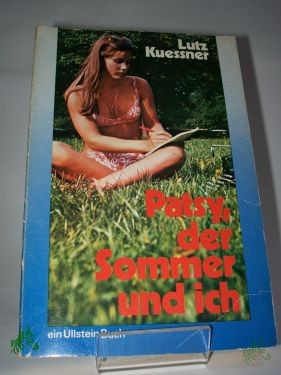 Lutz
Kuessner
Patsy,
der
Sommer
und ich
ein Ullstein Buch